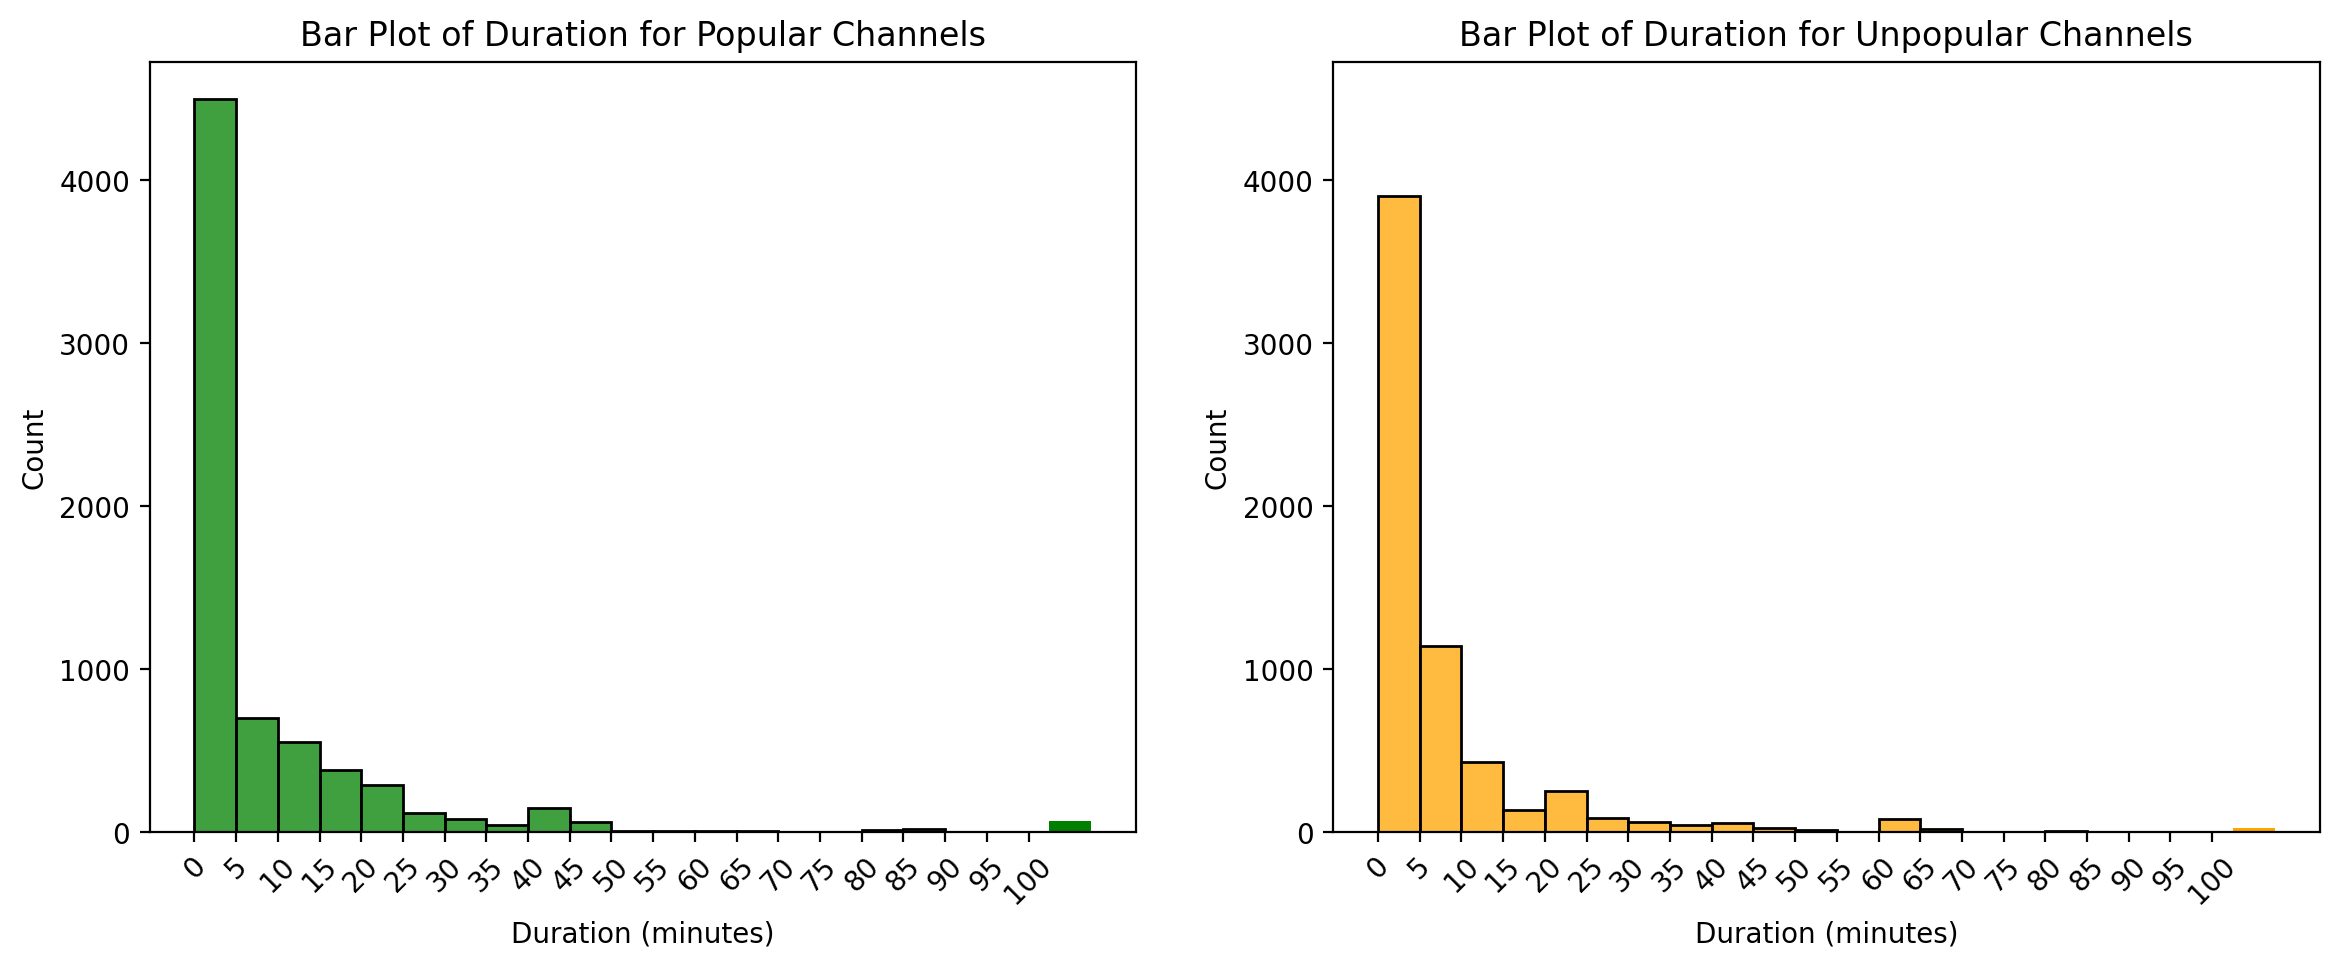 Bar Plot of Duration for Popular Channels
Count
4000
3000
2000
1000
0
0 5 10 15 20 25 30 35 40 45 50 55 60 65 70 75 80 85 90 95 100
Duration (minutes)
Bar Plot of Duration for Unpopular Channels
Count
4000
3000
2000
1000
0
0 5 10 15 20 25 30 35 40 45 50 55 60 65 70 75 80 85 90 95 100
Duration (minutes)